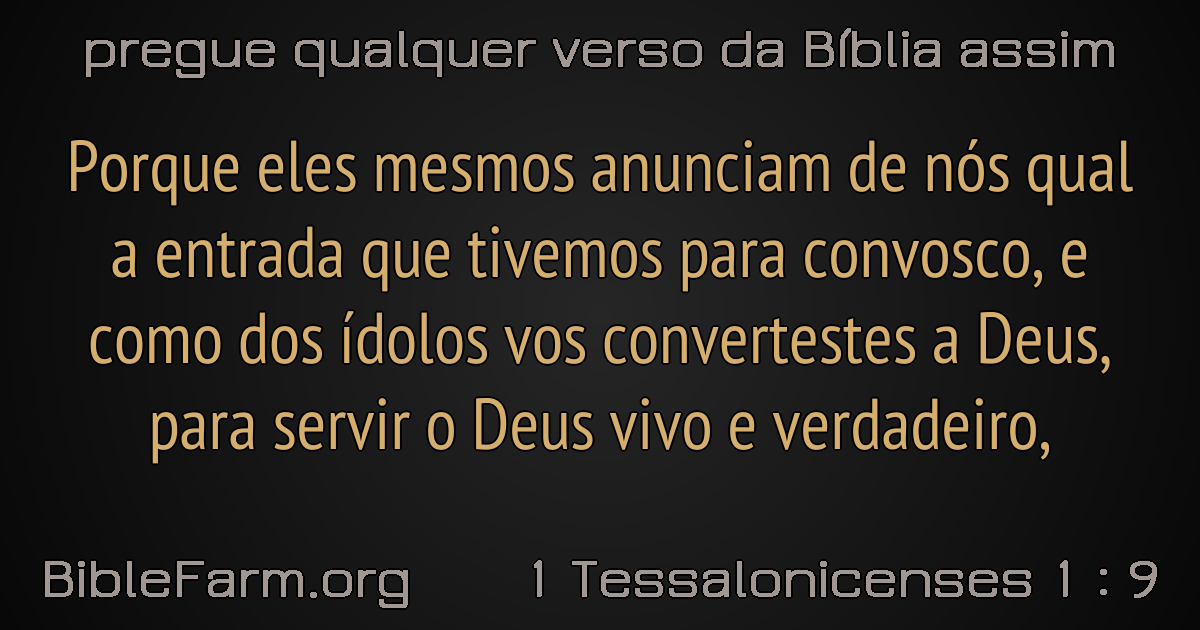 pregue qualquer verso da Bíblia assim
Porque eles mesmos anunciam de nós qual
a entrada que tivemos para convosco, e
como dos ídolos vos convertestes a Deus,
para servir o Deus vivo e verdadeiro,
BibleFarm.org 1 Tessalonicenses 1 : 9